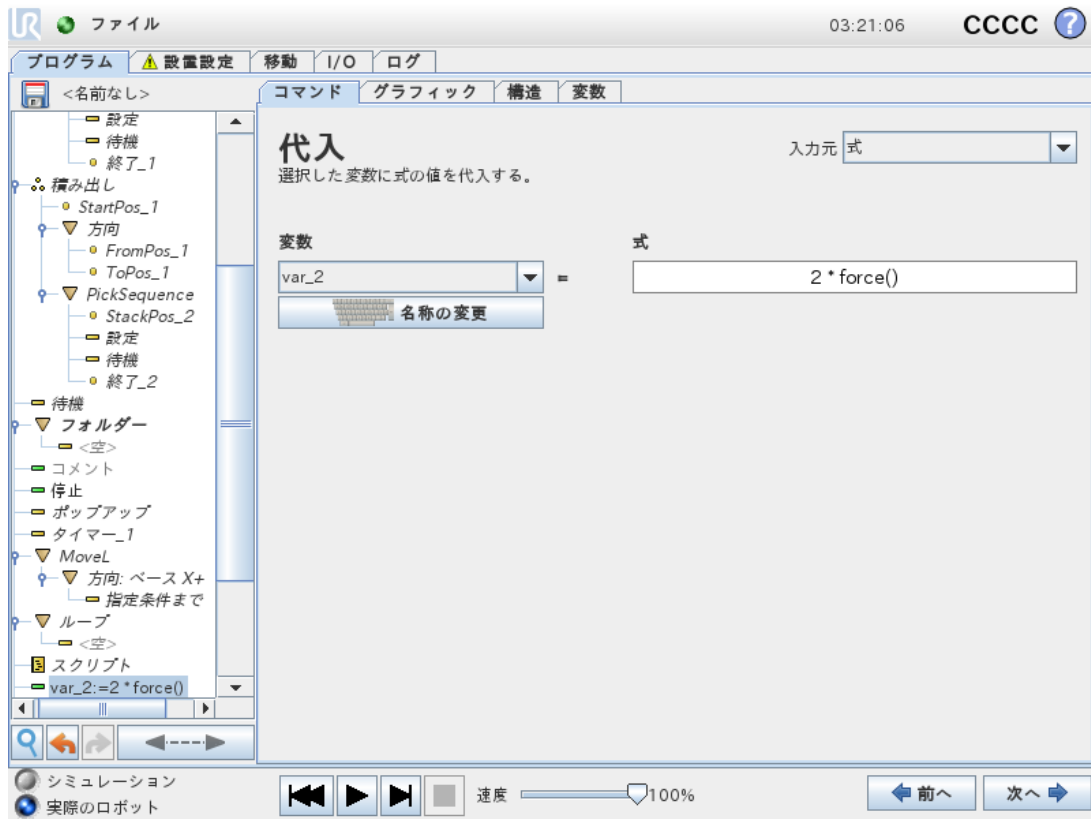 UR ファイル 03:21:06 CCCC ?
プログラム 設置設定 移動 I/O ログ
<名前なし> コマンド グラフィック 構造 変数
設定
待機
終了_1
積み出し
StartPos_1
方向
FromPos_1
ToPos_1
PickSequence
StackPos_2
設定
待機
終了_2
待機
フォルダー
<空>
コメント
停止
ポップアップ
タイマー_1
MoveL
方向: ベース X+
指定条件まで
ループ
<空>
スクリプト
var_2:=2 * force()
代入
入力元 式
選択した変数に式の値を代入する。
変数 式
var_2 = 2 * force()
名称の変更
シミュレーション
実際のロボット
速度 100%
前へ 次へ